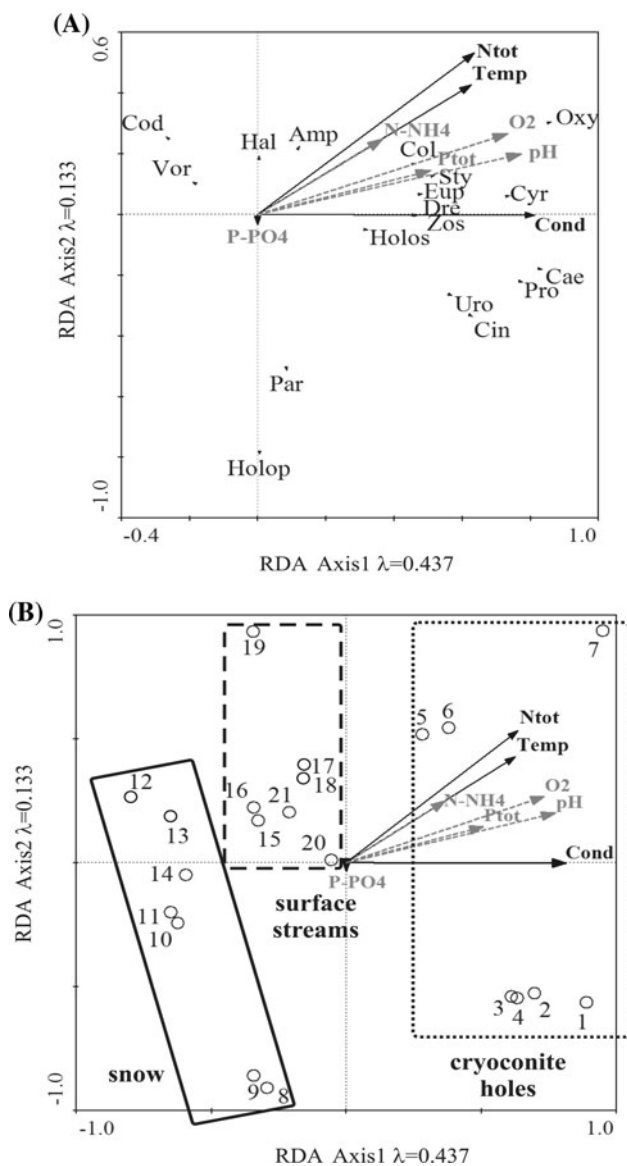 (A)
0.6
Ntot
Temp
Cod
Hal
Amp
N-NH4
O2
Oxy
Vor
Col
Ptot
pH
Sty
Eup
Cyr
Dre
P-PO4
Holos
Zos
Cond
Cae
Pro
Uro
Cin
Par
Holop
RDA Axis2 λ=0.133
-1.0
-0.4
1.0
RDA Axis1 λ=0.437
(B)
1.0
19
7
5
6
Ntot
Temp
12
17
16
21
18
N-NH4
O2
13
15
Ptot
pH
20
14
P-PO4
Cond
11
surface
streams
10
3
4
2
1
snow
cryoconite
holes
9
8
RDA Axis2 λ=0.133
-1.0
-1.0
1.0
RDA Axis1 λ=0.437